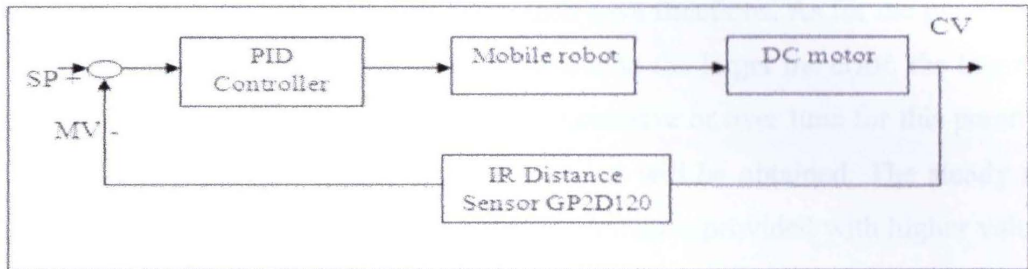 CV
SP +
PID
Controller
Mobile robot
DC motor
MV -
IR Distance
Sensor GP2D120